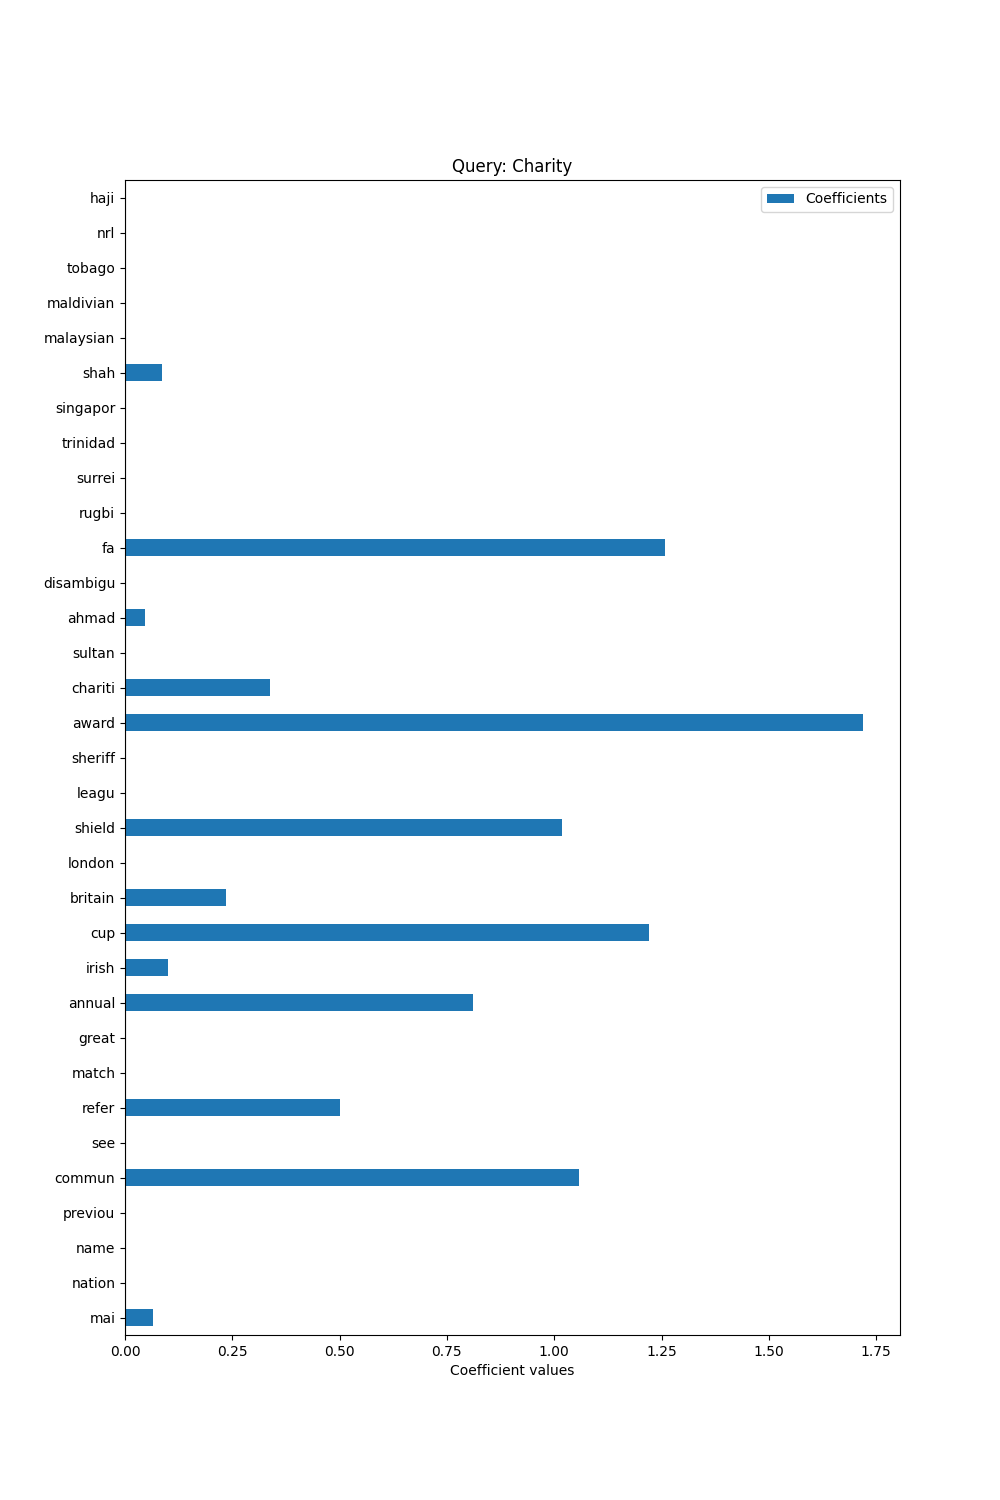 Query: Charity
Coefficients
haji
nrl
tobago
maldivian
malaysian
shah
singapor
trinidad
surrei
rugbi
fa
disambigu
ahmad
sultan
chariti
award
sheriff
leagu
shield
london
britain
cup
irish
annual
great
match
refer
see
commun
previou
name
nation
mai
0.00 0.25 0.50 0.75 1.00 1.25 1.50 1.75
Coefficient values